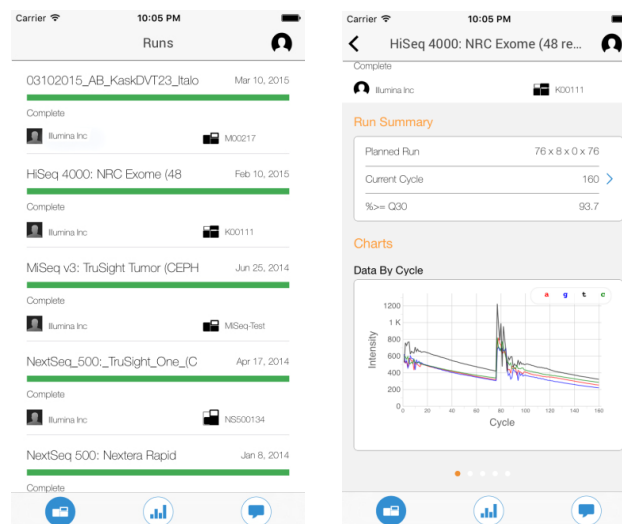 Carrier 10:05 PM
Runs
03102015_AB_KaskDVT23_Italo Mar 10, 2015
Complete
Illumina Inc M00217
HiSeq 4000: NRC Exome (48 Feb 10, 2015
Complete
Illumina Inc K00111
MiSeq v3: TruSight Tumor (CEPH Jun 25, 2014
Complete
Illumina Inc MiSeq-Test
NextSeq_500:_TruSight_One_(C Apr 17, 2014
Complete
Illumina Inc NS500134
NextSeq 500: Nextera Rapid Jan 8, 2014
Complete
Carrier 10:05 PM
HiSeq 4000: NRC Exome (48 re...
Complete
Illumina Inc K00111
Run Summary
Planned Run 76 x 8 x 0 x 76
Current Cycle 160
%>= Q30 93.7
Charts
Data By Cycle
a g t c
1200
1 K
800
600
400
200
0
Intensity
0 20 40 60 80 100 120 140 160
Cycle